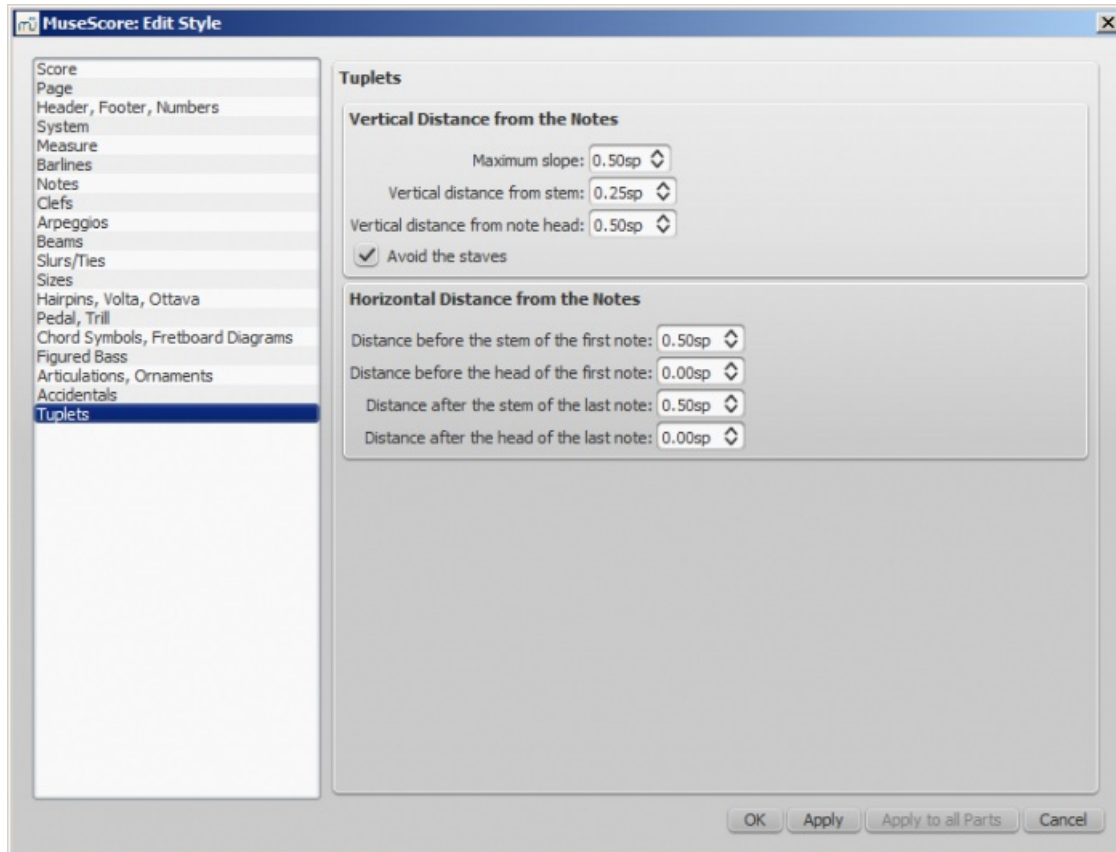 MuseScore: Edit Style
Score
Page
Header, Footer, Numbers
System
Measure
Barlines
Notes
Clefs
Arpeggios
Beams
Slurs/Ties
Sizes
Hairpins, Volta, Ottava
Pedal, Trill
Chord Symbols, Fretboard Diagrams
Figured Bass
Articulations, Ornaments
Accidentals
Tuplets
Tuplets
Vertical Distance from the Notes
Maximum slope: 0.50sp
Vertical distance from stem: 0.25sp
Vertical distance from note head: 0.50sp
Avoid the staves
Horizontal Distance from the Notes
Distance before the stem of the first note: 0.50sp
Distance before the head of the first note: 0.00sp
Distance after the stem of the last note: 0.50sp
Distance after the head of the last note: 0.00sp
OK Apply Apply to all Parts Cancel